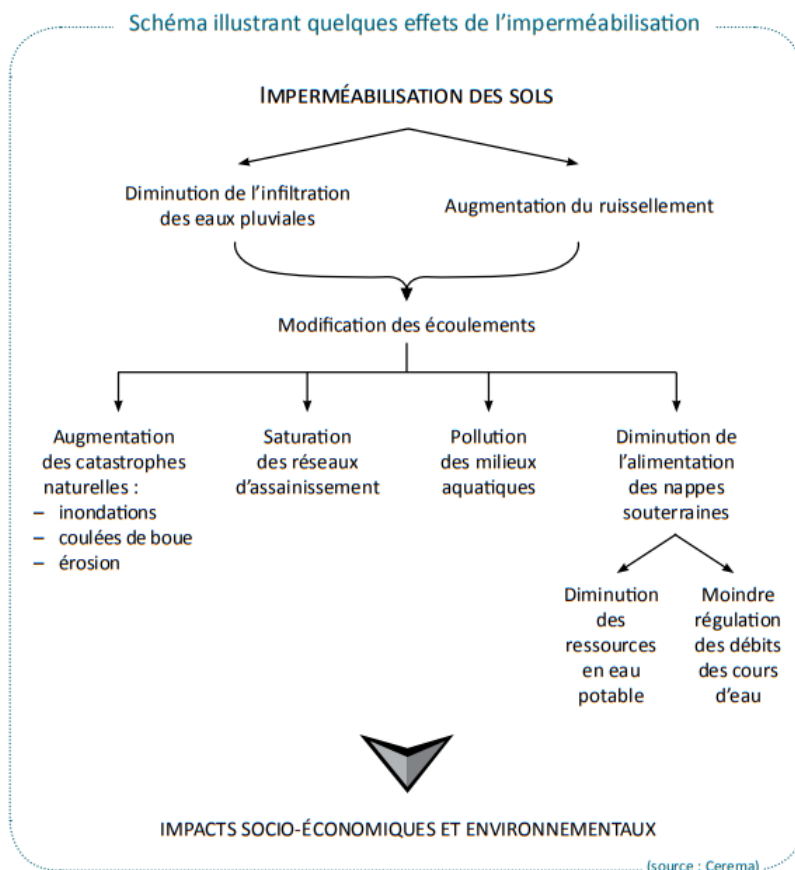 Schéma illustrant quelques effets de l’imperméabilisation
IMPERMÉABILISATION DES SOLS
Diminution de l’infiltration
des eaux pluviales
Augmentation du ruissellement
Modification des écoulements
Augmentation
des catastrophes
naturelles :
– inondations
– coulées de boue
– érosion
Saturation
des réseaux
d’assainissement
Pollution
des milieux
aquatiques
Diminution de
l’alimentation
des nappes
souterraines
Diminution
des
ressources
en eau
potable
Moindre
régulation
des débits
des cours
d’eau
IMPACTS SOCIO-ÉCONOMIQUES ET ENVIRONNEMENTAUX
(source : Cerema)